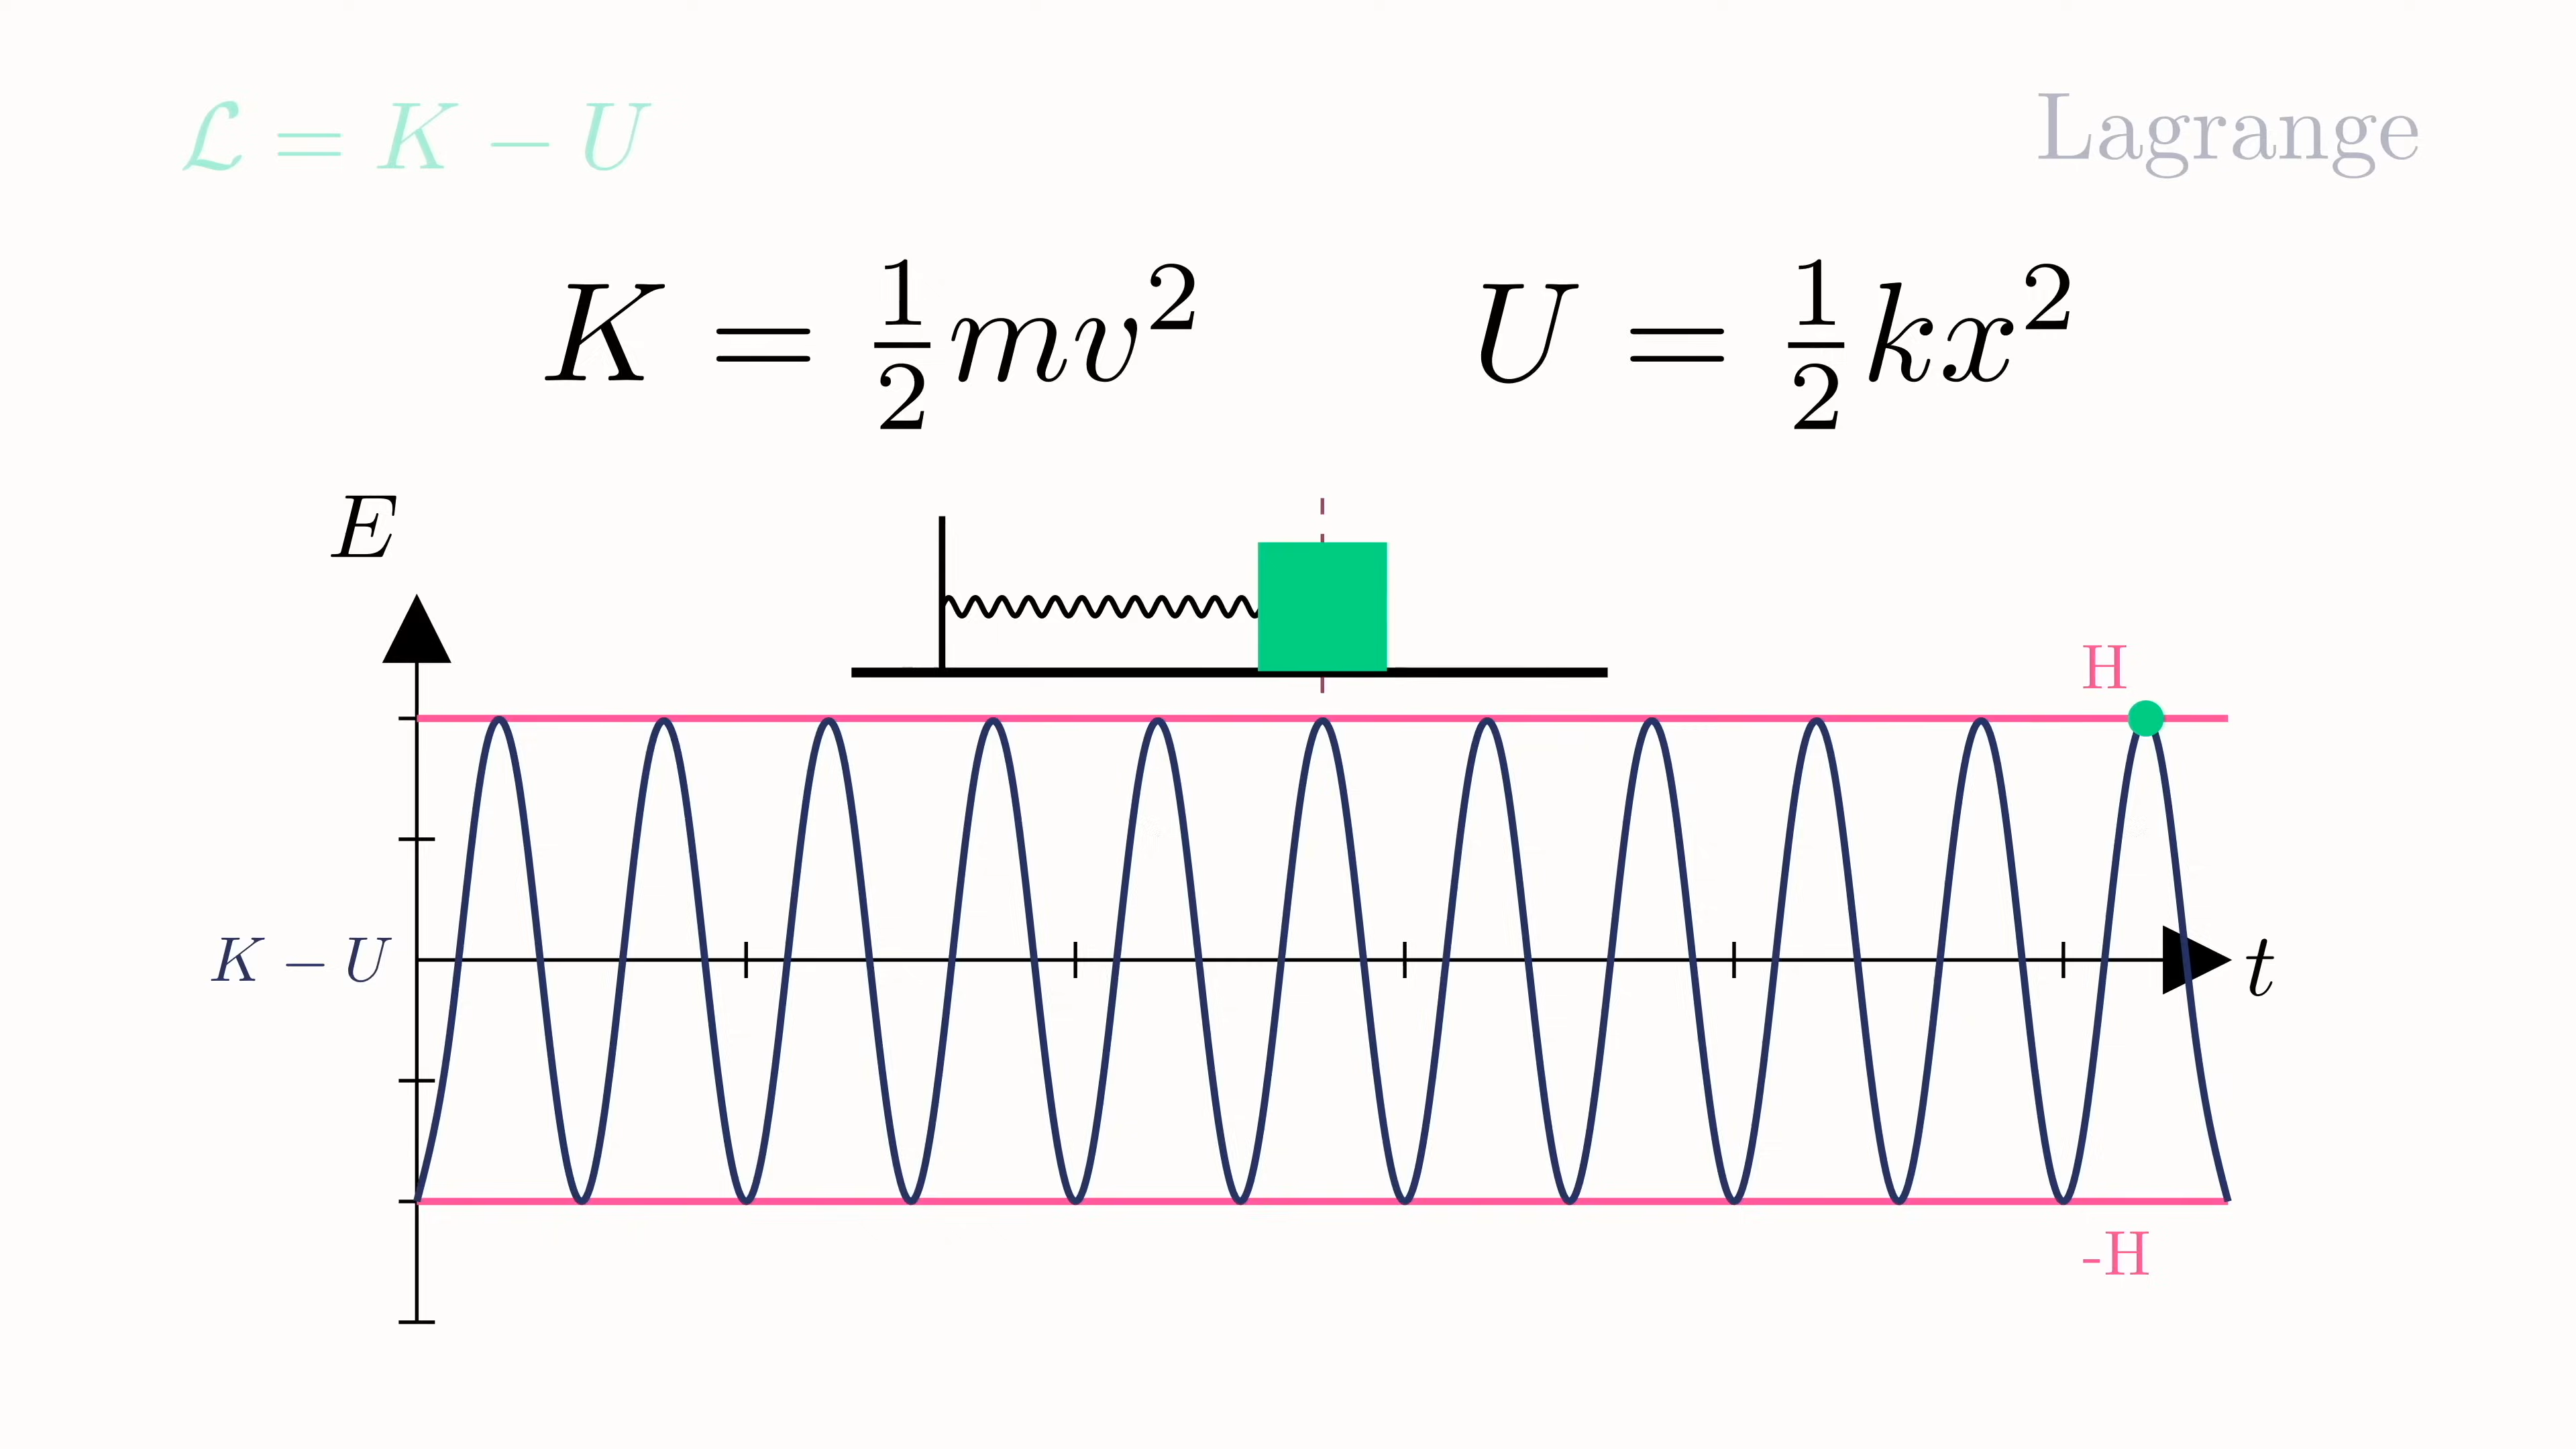 ℒ = K − U
Lagrange
K = ½mv²
U = ½kx²
E
H
K − U
t
-H